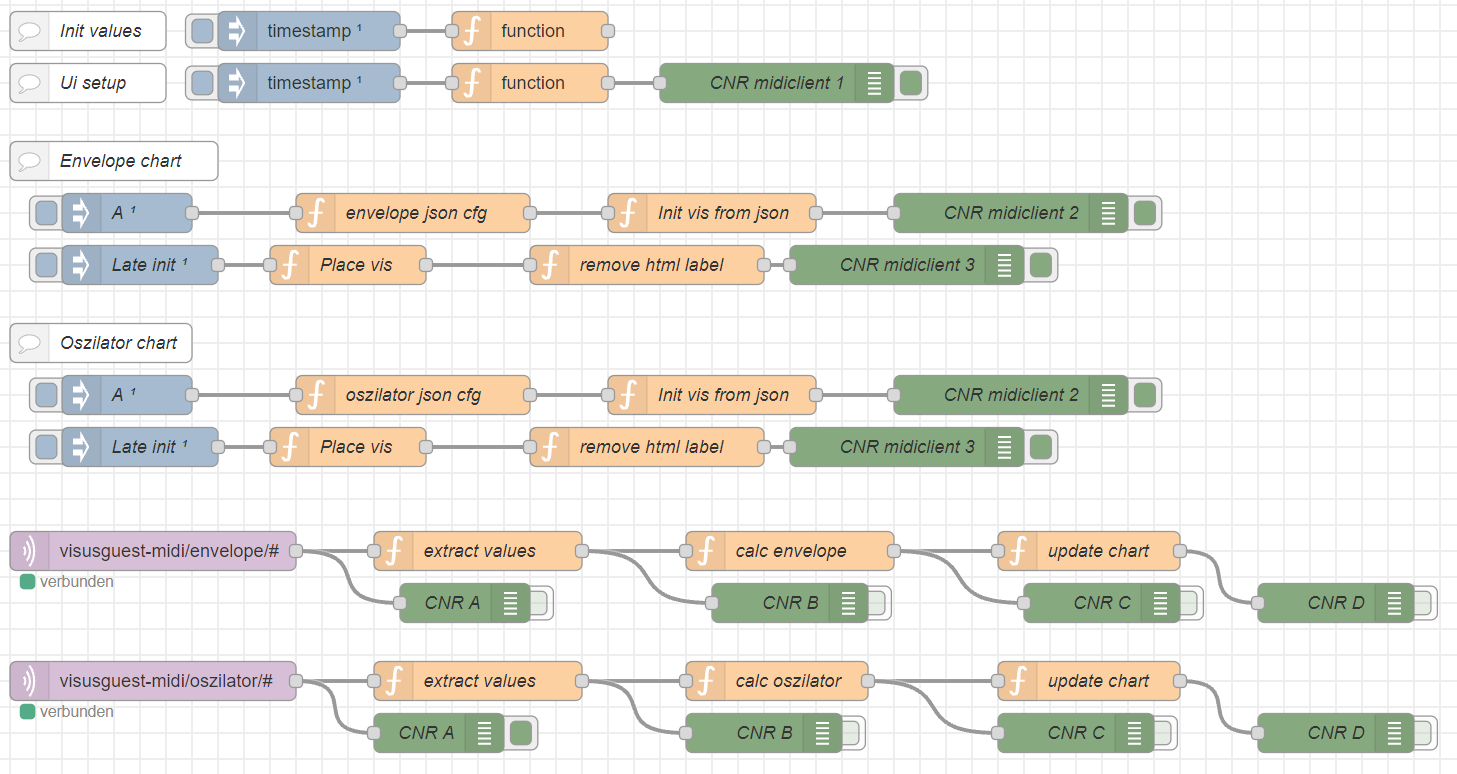 Init values timestamp ¹ function
Ui setup timestamp ¹ function CNR midiclient 1
Envelope chart
A ¹ envelope json cfg Init vis from json CNR midiclient 2
Late init ¹ Place vis remove html label CNR midiclient 3
Oszilator chart
A ¹ oszilator json cfg Init vis from json CNR midiclient 2
Late init ¹ Place vis remove html label CNR midiclient 3
visusguest-midi/envelope/# extract values calc envelope update chart
verbunden
CNR A CNR B CNR C CNR D
visusguest-midi/oszilator/# extract values calc oszilator update chart
verbunden
CNR A CNR B CNR C CNR D